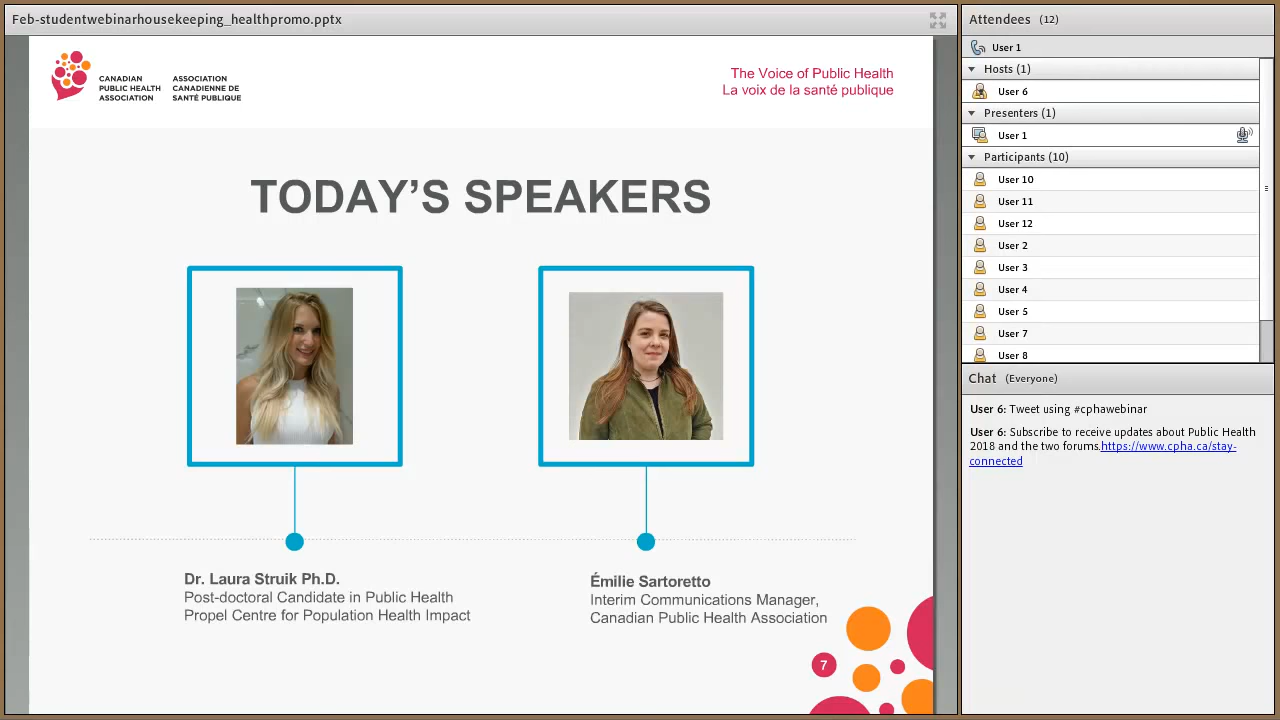 Feb-studentwebinarhousekeeping_healthpromo.pptx
CANADIAN
PUBLIC HEALTH
ASSOCIATION
ASSOCIATION
CANADIENNE DE
SANTÉ PUBLIQUE
The Voice of Public Health
La voix de la santé publique
TODAY'S SPEAKERS
Dr. Laura Struik Ph.D.
Post-doctoral Candidate in Public Health
Propel Centre for Population Health Impact
Émilie Sartoretto
Interim Communications Manager,
Canadian Public Health Association
7
Attendees (12)
User 1
Hosts (1)
User 6
Presenters (1)
User 1
Participants (10)
User 10
User 11
User 12
User 2
User 3
User 4
User 5
User 7
User 8
Chat (Everyone)
User 6: Tweet using #cphawebinar
User 6: Subscribe to receive updates about Public Health
2018 and the two forums.https://www.cpha.ca/stay-
connected